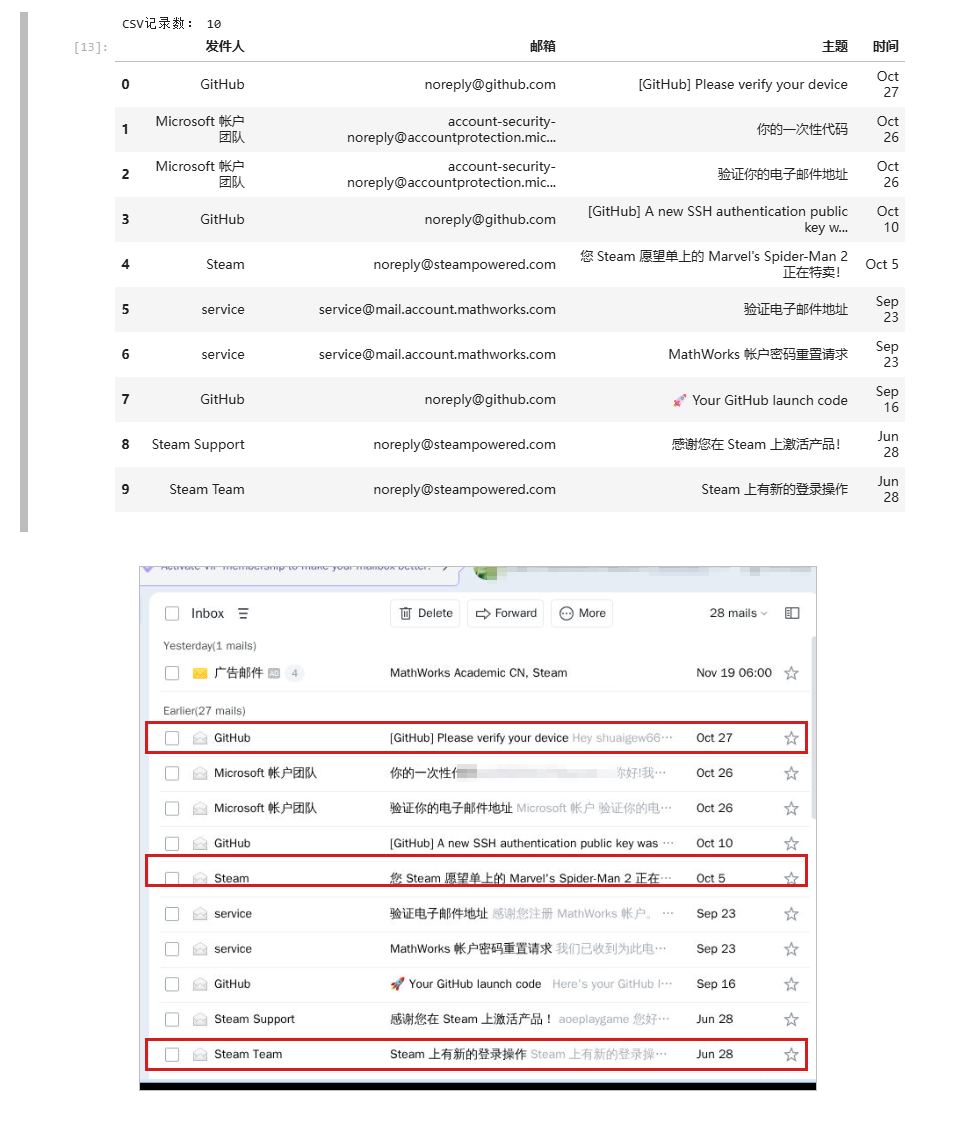 CSV记录数： 10
[13]: 发件人 邮箱 主题 时间
0 GitHub noreply@github.com [GitHub] Please verify your device Oct 27
1 Microsoft 帐户团队 account-security-noreply@accountprotection.mic... 你的一次性代码 Oct 26
2 Microsoft 帐户团队 account-security-noreply@accountprotection.mic... 验证你的电子邮件地址 Oct 26
3 GitHub noreply@github.com [GitHub] A new SSH authentication public key w... Oct 10
4 Steam noreply@steampowered.com 您 Steam 愿望单上的 Marvel's Spider-Man 2 正在特卖！ Oct 5
5 service service@mail.account.mathworks.com 验证电子邮件地址 Sep 23
6 service service@mail.account.mathworks.com MathWorks 帐户密码重置请求 Sep 23
7 GitHub noreply@github.com 🚀 Your GitHub launch code Sep 16
8 Steam Support noreply@steampowered.com 感谢您在 Steam 上激活产品！ Jun 28
9 Steam Team noreply@steampowered.com Steam 上有新的登录操作 Jun 28
Activate VIP membership to make your mailbox better!
Inbox Delete Forward More 28 mails
Yesterday(1 mails)
广告邮件 AD 4 MathWorks Academic CN, Steam Nov 19 06:00
Earlier(27 mails)
GitHub [GitHub] Please verify your device Hey shuaigew66··· Oct 27
Microsoft 帐户团队 你的一次性 你好!我··· Oct 26
Microsoft 帐户团队 验证你的电子邮件地址 Microsoft 帐户 验证你的电··· Oct 26
GitHub [GitHub] A new SSH authentication public key was ··· Oct 10
Steam 您 Steam 愿望单上的 Marvel's Spider-Man 2 正在··· Oct 5
service 验证电子邮件地址 感谢您注册 MathWorks 帐户。 ··· Sep 23
service MathWorks 帐户密码重置请求 我们已收到为此电··· Sep 23
GitHub 🚀 Your GitHub launch code Here's your GitHub l··· Sep 16
Steam Support 感谢您在 Steam 上激活产品！ aoeplaygame 您好··· Jun 28
Steam Team Steam 上有新的登录操作 Steam 上有新的登录操··· Jun 28